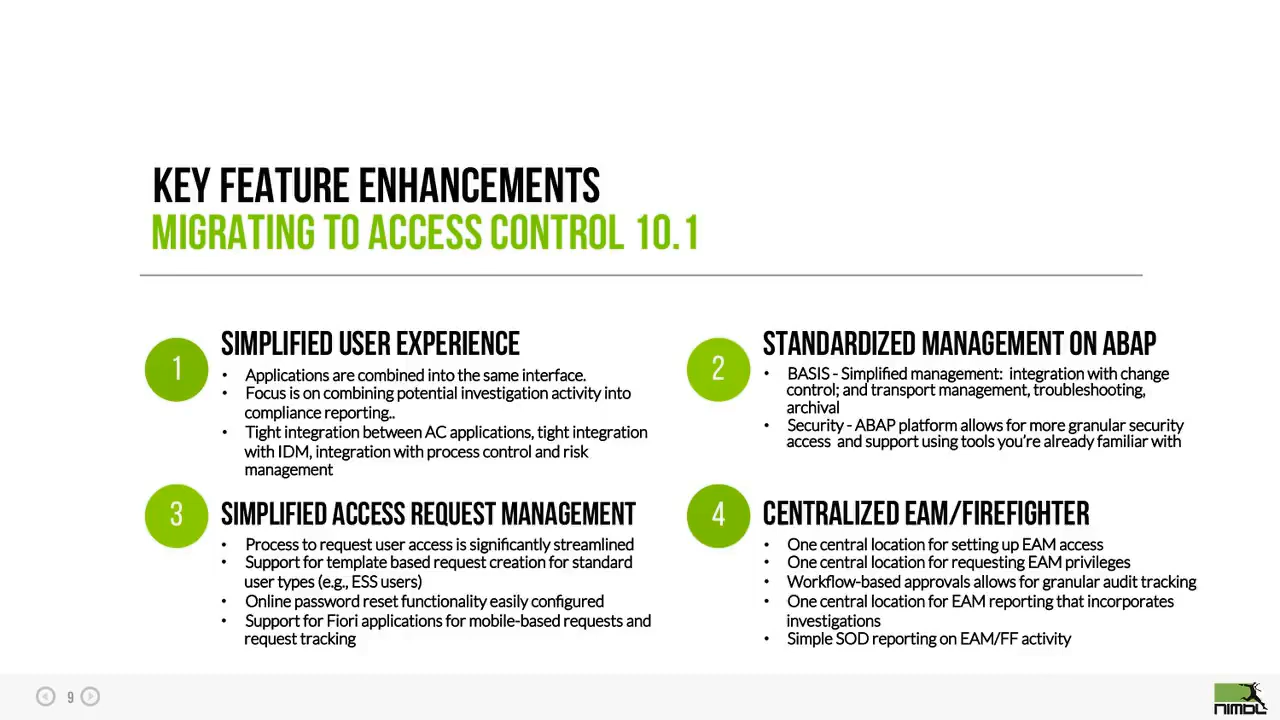 KEY FEATURE ENHANCEMENTS
MIGRATING TO ACCESS CONTROL 10.1
1
SIMPLIFIED USER EXPERIENCE
• Applications are combined into the same interface.
• Focus is on combining potential investigation activity into
compliance reporting..
• Tight integration between AC applications, tight integration
with IDM, integration with process control and risk
management
2
STANDARDIZED MANAGEMENT ON ABAP
• BASIS - Simplified management: integration with change
control; and transport management, troubleshooting,
archival
• Security - ABAP platform allows for more granular security
access and support using tools you’re already familiar with
3
SIMPLIFIED ACCESS REQUEST MANAGEMENT
• Process to request user access is significantly streamlined
• Support for template based request creation for standard
user types (e.g., ESS users)
• Online password reset functionality easily configured
• Support for Fiori applications for mobile-based requests and
request tracking
4
CENTRALIZED EAM/FIREFIGHTER
• One central location for setting up EAM access
• One central location for requesting EAM privileges
• Workflow-based approvals allows for granular audit tracking
• One central location for EAM reporting that incorporates
investigations
• Simple SOD reporting on EAM/FF activity
9
NIMBL